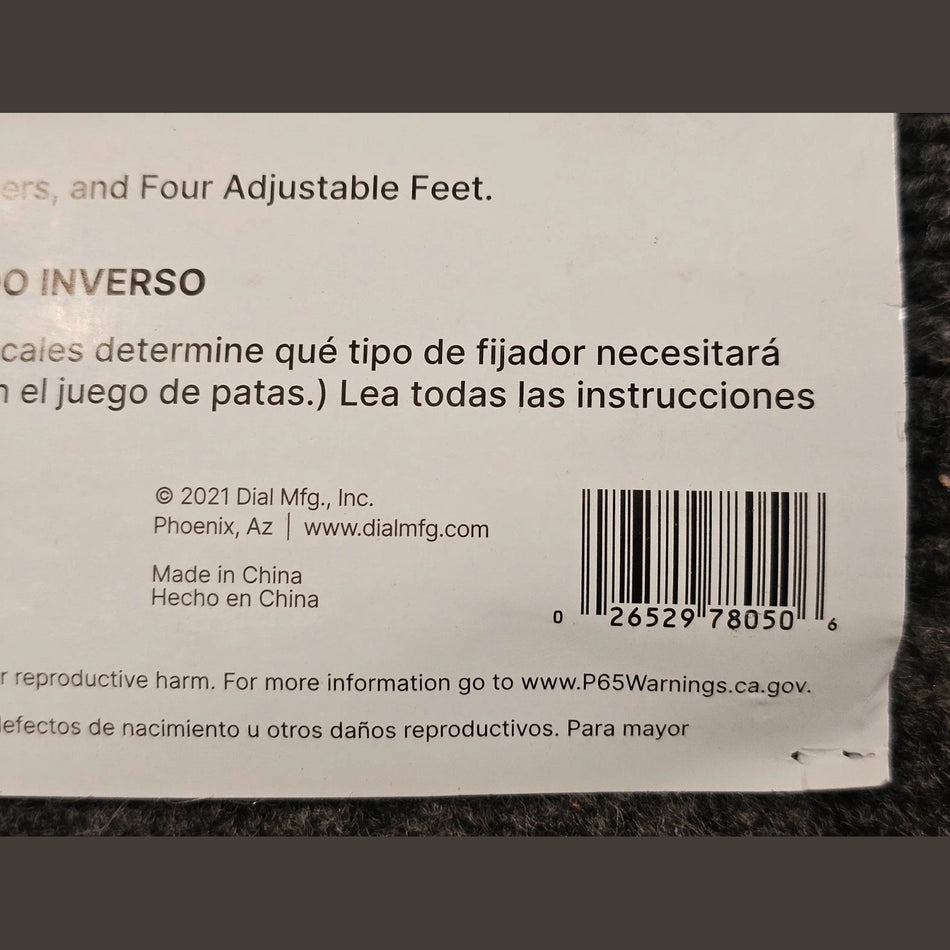 ers, and Four Adjustable Feet.
O INVERSO
cales determine qué tipo de fijador necesitará
el juego de patas.) Lea todas las instrucciones
© 2021 Dial Mfg., Inc.
Phoenix, Az | www.dialmfg.com
Made in China
Hecho en China
0 26529 78050 6
r reproductive harm. For more information go to www.P65Warnings.ca.gov.
defectos de nacimiento u otros daños reproductivos. Para mayor